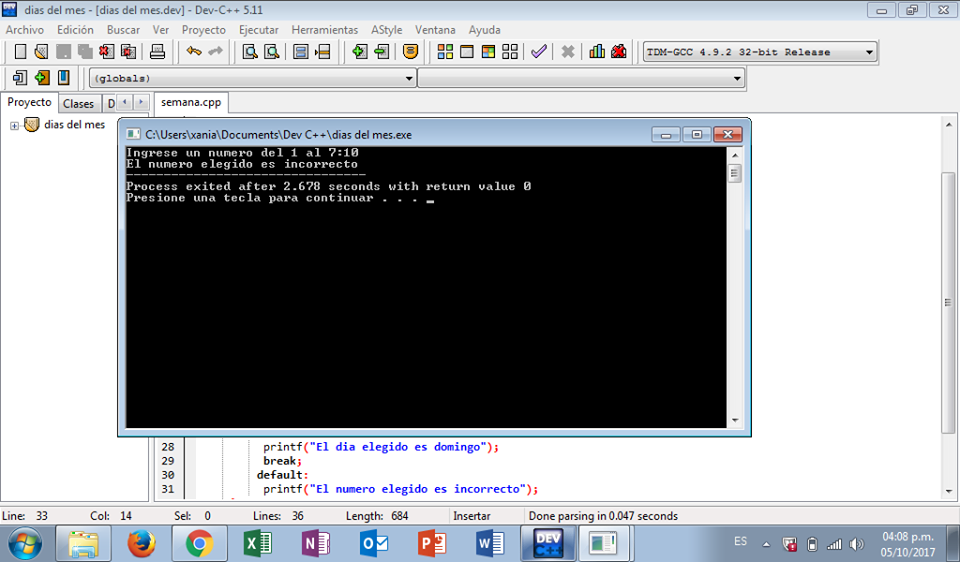 dias del mes - [dias del mes.dev] - Dev-C++ 5.11
Archivo Edición Buscar Ver Proyecto Ejecutar Herramientas AStyle Ventana Ayuda
TDM-GCC 4.9.2 32-bit Release
(globals)
Proyecto Clases D semana.cpp
dias del mes
C:\Users\xania\Documents\Dev C++\dias del mes.exe
Ingrese un numero del 1 al 7:10
El numero elegido es incorrecto
--------------------------------
Process exited after 2.678 seconds with return value 0
Presione una tecla para continuar . . . _
28 printf("El dia elegido es domingo");
29 break;
30 default:
31 printf("El numero elegido es incorrecto");
Line: 33 Col: 14 Sel: 0 Lines: 36 Length: 684 Insertar Done parsing in 0.047 seconds
DEV C++
ES
04:08 p.m.
05/10/2017